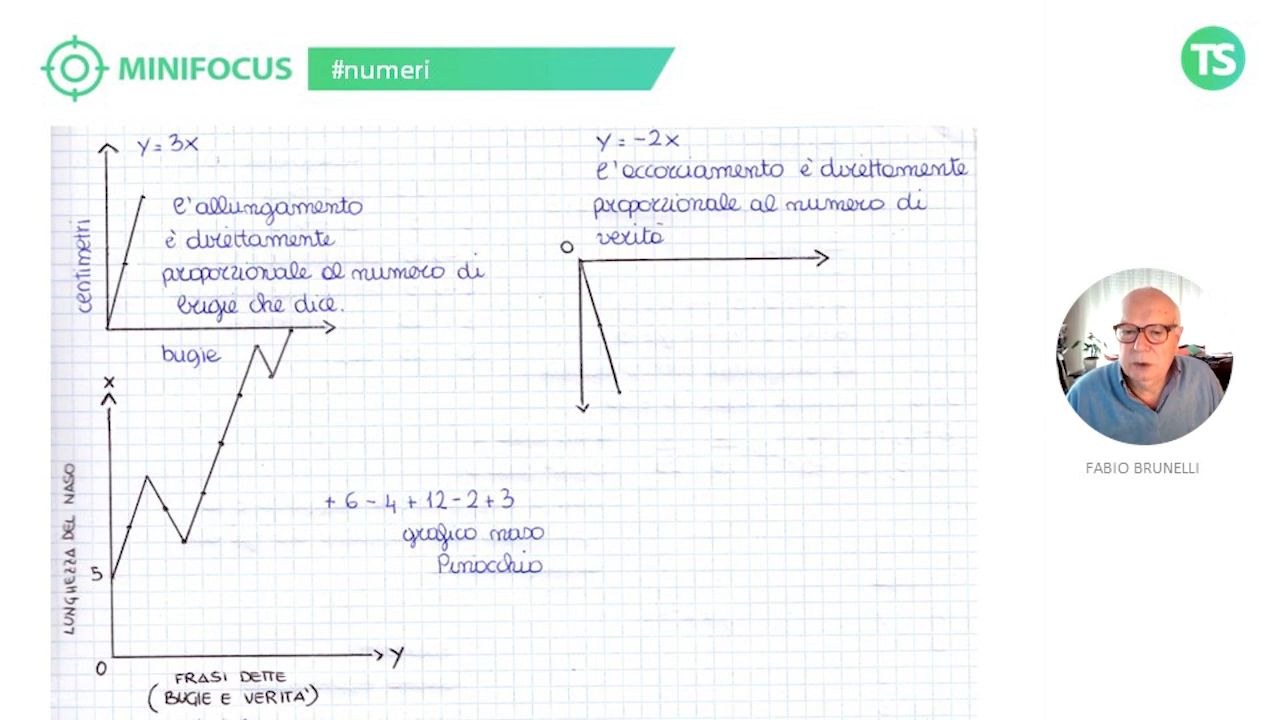 MINIFOCUS
#numeri
TS
y = 3x
l'allungamento
è direttamente
proporzionale al numero di
bugie che dice.
centimetri
bugie
y = -2x
l'accorciamento è direttamente
proporzionale al numero di
verità
O
x
LUNGHEZZA DEL NASO
5
O
y
FRASI DETTE
(BUGIE E VERITA')
+ 6 - 4 + 12 - 2 + 3
grafico naso
Pinocchio
FABIO BRUNELLI